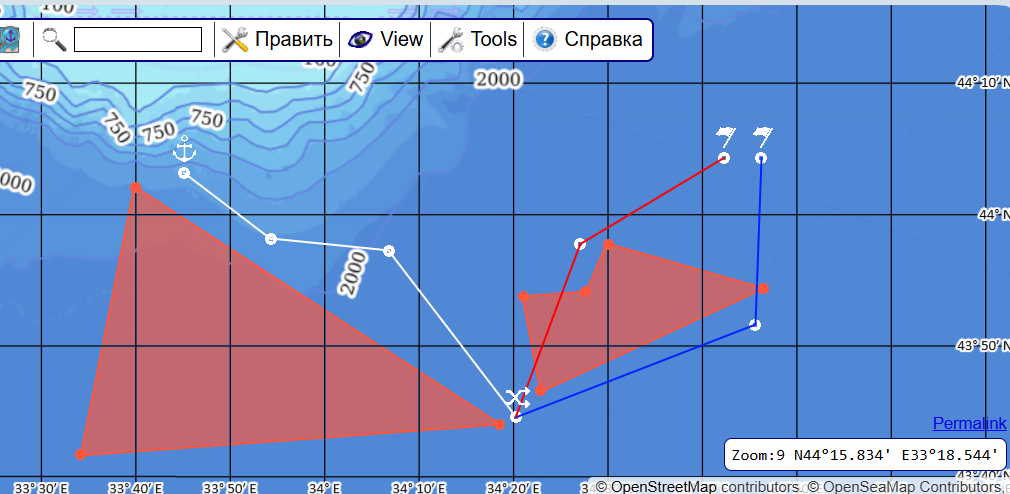 100
Править View Tools Справка
100
750
2000
44°10′ N
750
750
750
750
000
44° N
2000
43°50′ N
Permalink
Zoom:9 N44°15.834' E33°18.544'
43°40′ N
33°30′ E 33°40′ E 33°50′ E 34° E 34°10′ E 34°20′ E
© OpenStreetMap contributors, © OpenSeaMap Contributors,